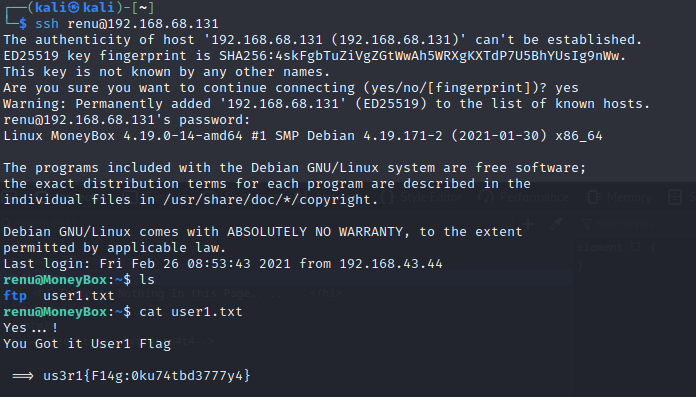 ┌──(kali㉿kali)-[~]
└─$ ssh renu@192.168.68.131
The authenticity of host '192.168.68.131 (192.168.68.131)' can't be established.
ED25519 key fingerprint is SHA256:4skFgbTuZiVgZGtWwAh5WRXgKXTdP7U5BhYUsIg9nWw.
This key is not known by any other names.
Are you sure you want to continue connecting (yes/no/[fingerprint])? yes
Warning: Permanently added '192.168.68.131' (ED25519) to the list of known hosts.
renu@192.168.68.131's password:
Linux MoneyBox 4.19.0-14-amd64 #1 SMP Debian 4.19.171-2 (2021-01-30) x86_64
The programs included with the Debian GNU/Linux system are free software;
the exact distribution terms for each program are described in the
individual files in /usr/share/doc/*/copyright.
Debian GNU/Linux comes with ABSOLUTELY NO WARRANTY, to the extent
permitted by applicable law.
Last login: Fri Feb 26 08:53:43 2021 from 192.168.43.44
renu@MoneyBox:~$ ls
ftp user1.txt
renu@MoneyBox:~$ cat user1.txt
Yes...!
You Got it User1 Flag
==> us3r1{F14g:0ku74tbd3777y4}